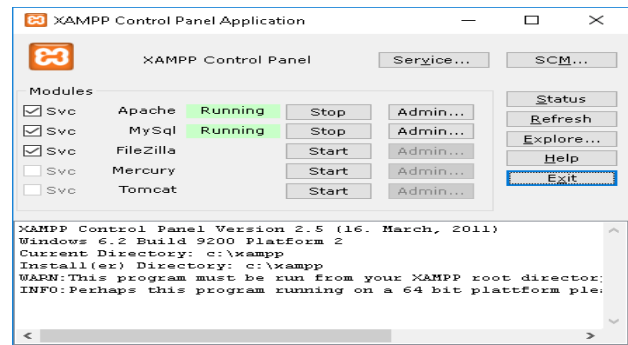 XAMPP Control Panel Application
XAMPP Control Panel Service... SCM...
Modules
Status
Svc Apache Running Stop Admin...
Refresh
Svc MySql Running Stop Admin...
Explore...
Svc FileZilla Start Admin...
Help
Svc Mercury Start Admin...
Exit
Svc Tomcat Start Admin...
XAMPP Control Panel Version 2.5 (16. March, 2011)
Windows 6.2 Build 9200 Platform 2
Current Directory: c:\xampp
Install(er) Directory: c:\xampp
WARN:This program must be run from your XAMPP root director
INFO:Perhaps this program running on a 64 bit plattform ple